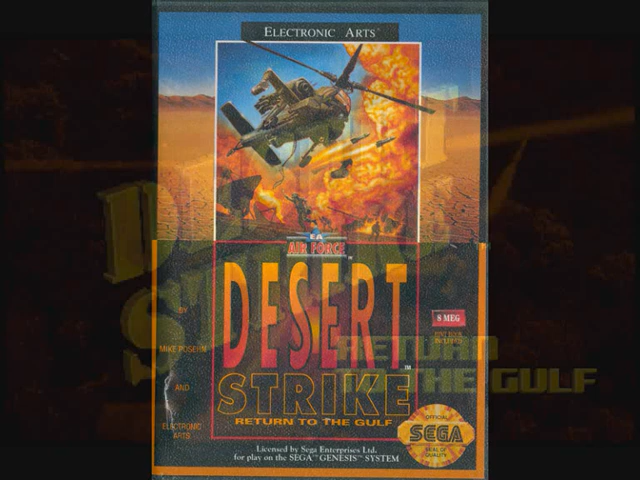 ELECTRONIC ARTS
EA
AIR FORCE™
DESERT
STRIKE™
RETURN TO THE GULF
BY
MIKE POSEHN
AND
ELECTRONIC
ARTS
8 MEG
RETURN
TO THE GULF
OFFICIAL
SEGA
SEAL OF
QUALITY
Licensed by Sega Enterprises Ltd.
for play on the SEGA™ GENESIS™ SYSTEM